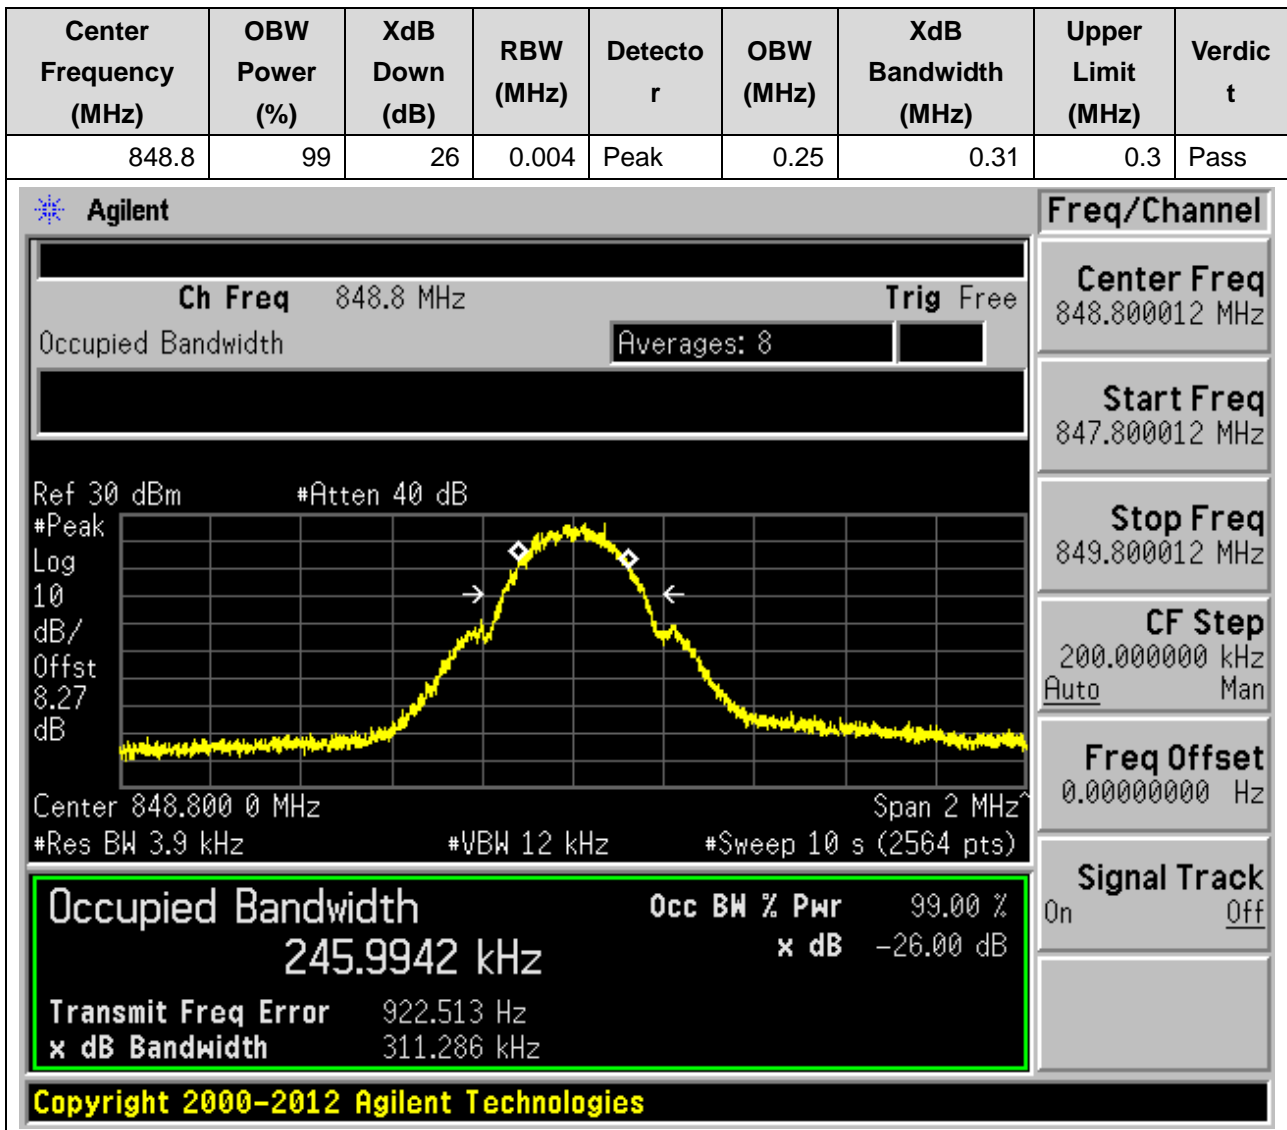 Center Frequency (MHz) OBW Power (%) XdB Down (dB) RBW (MHz) Detecto r OBW (MHz) XdB Bandwidth (MHz) Upper Limit (MHz) Verdic t
848.8 99 26 0.004 Peak 0.25 0.31 0.3 Pass
Agilent
Freq/Channel
Ch Freq 848.8 MHz Trig Free
Occupied Bandwidth Averages: 8
Center Freq
848.800012 MHz
Start Freq
847.800012 MHz
Stop Freq
849.800012 MHz
CF Step
200.000000 kHz
Auto Man
Freq Offset
0.00000000 Hz
Signal Track
On Off
Ref 30 dBm #Atten 40 dB
#Peak
Log
10
dB/
Offst
8.27
dB
Center 848.800 0 MHz Span 2 MHz^
#Res BW 3.9 kHz #VBW 12 kHz #Sweep 10 s (2564 pts)
Occupied Bandwidth Occ BW % Pwr 99.00 %
245.9942 kHz x dB -26.00 dB
Transmit Freq Error 922.513 Hz
x dB Bandwidth 311.286 kHz
Copyright 2000-2012 Agilent Technologies